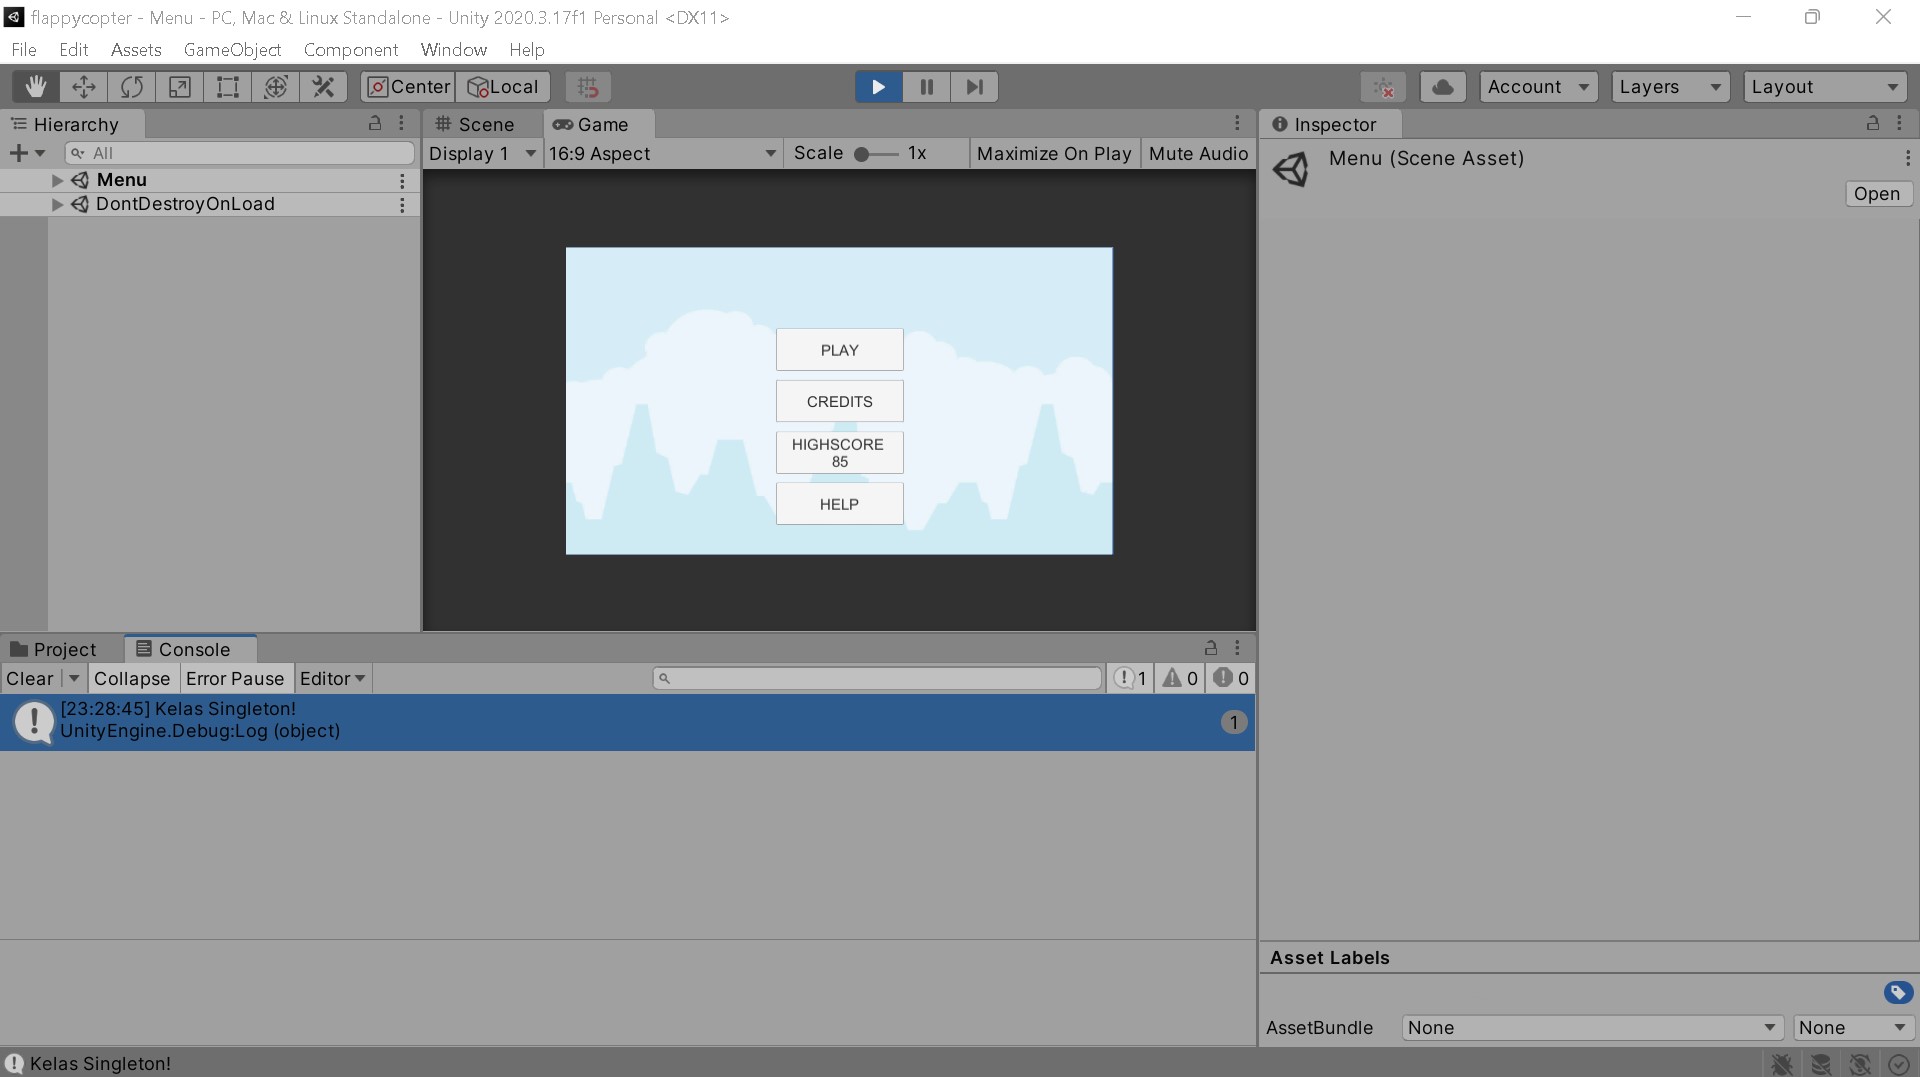 flappycopter - Menu - PC, Mac & Linux Standalone - Unity 2020.3.17f1 Personal <DX11>
File Edit Assets GameObject Component Window Help
Center Local Account Layers Layout
Hierarchy Scene Game Inspector
All Display 1 16:9 Aspect Scale 1x Maximize On Play Mute Audio Menu (Scene Asset)
Menu
Open
DontDestroyOnLoad
PLAY
CREDITS
HIGHSCORE
85
HELP
Project Console
Clear Collapse Error Pause Editor 1 0 0
[23:28:45] Kelas Singleton!
UnityEngine.Debug:Log (object)
1
Asset Labels
AssetBundle None None
Kelas Singleton!